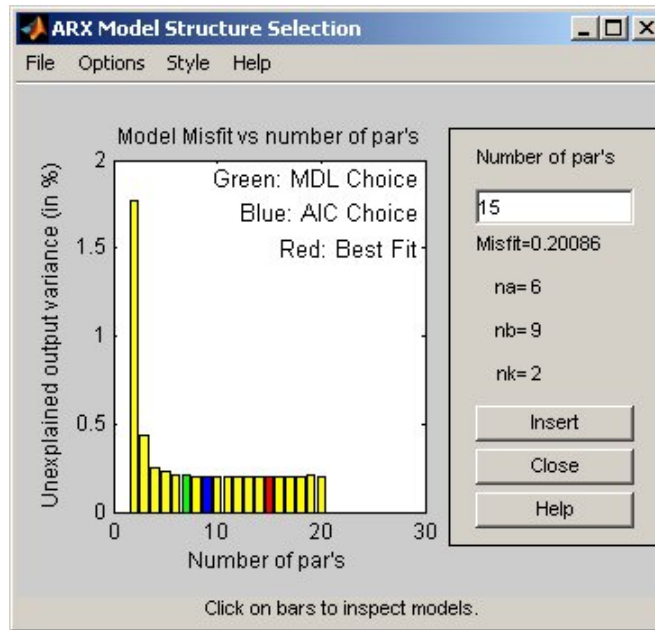 ARX Model Structure Selection
File Options Style Help
Model Misfit vs number of par's
Unexplained output variance (in %)
2
1.5
1
0.5
0
Green: MDL Choice
Blue: AIC Choice
Red: Best Fit
0 10 20 30
Number of par's
Number of par's
15
Misfit=0.20086
na= 6
nb= 9
nk= 2
Insert
Close
Help
Click on bars to inspect models.